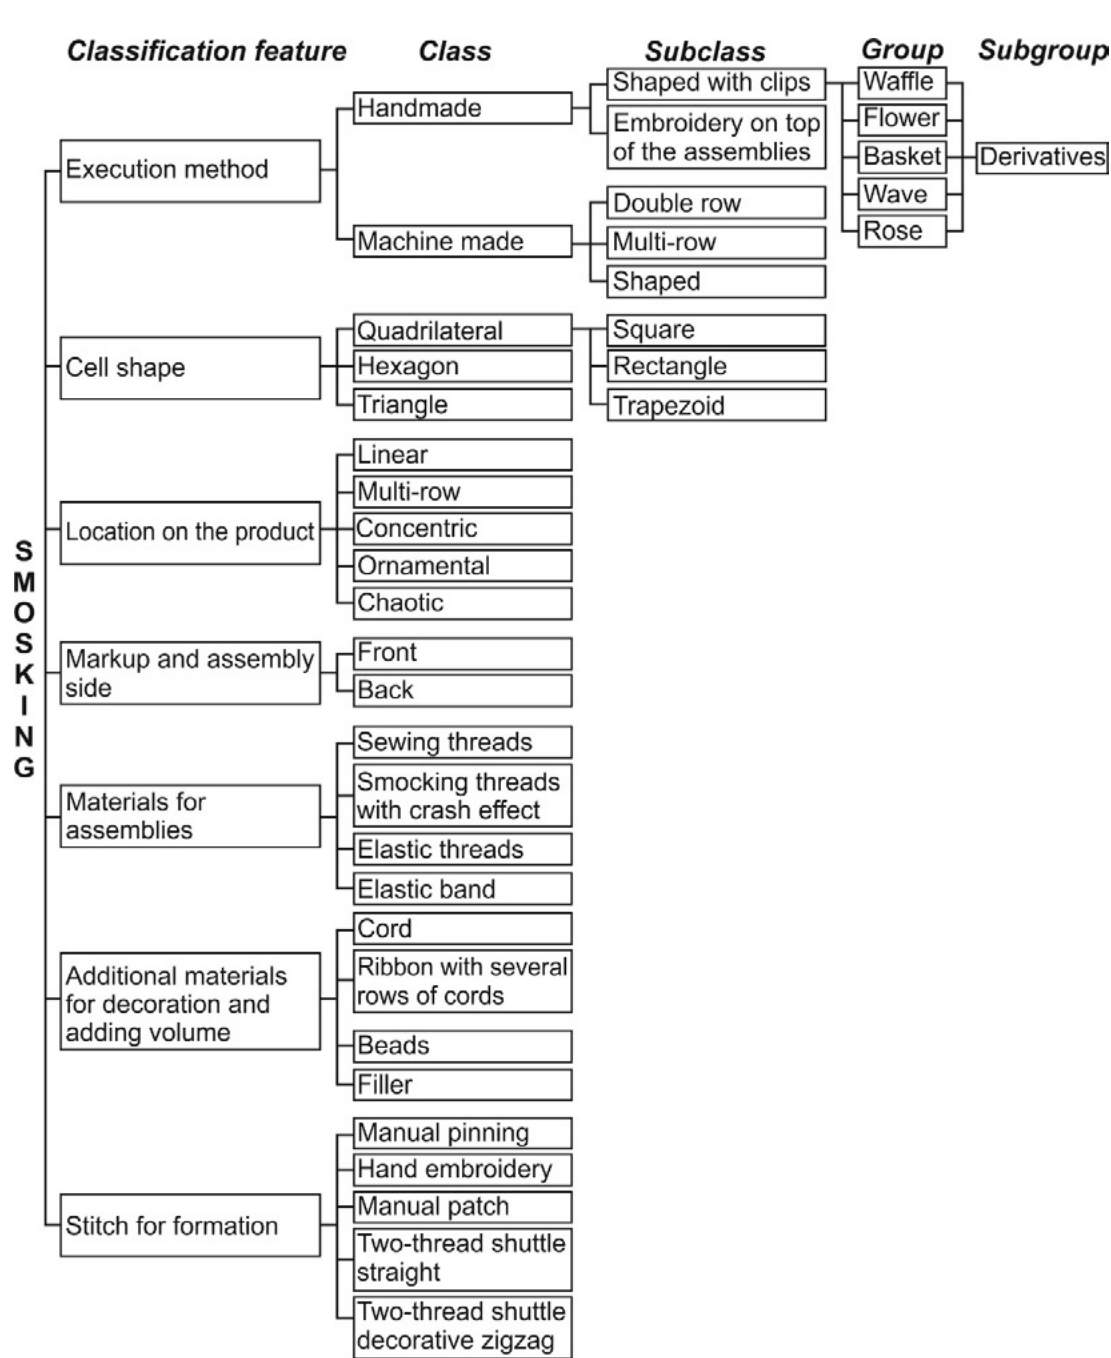 Classification feature Class Subclass Group Subgroup
SMOSKING
Execution method
Handmade
Shaped with clips
Waffle
Flower
Basket
Wave
Rose
Derivatives
Embroidery on top
of the assemblies
Machine made
Double row
Multi-row
Shaped
Cell shape
Quadrilateral
Square
Rectangle
Trapezoid
Hexagon
Triangle
Location on the product
Linear
Multi-row
Concentric
Ornamental
Chaotic
Markup and assembly
side
Front
Back
Materials for
assemblies
Sewing threads
Smocking threads
with crash effect
Elastic threads
Elastic band
Additional materials
for decoration and
adding volume
Cord
Ribbon with several
rows of cords
Beads
Filler
Stitch for formation
Manual pinning
Hand embroidery
Manual patch
Two-thread shuttle
straight
Two-thread shuttle
decorative zigzag